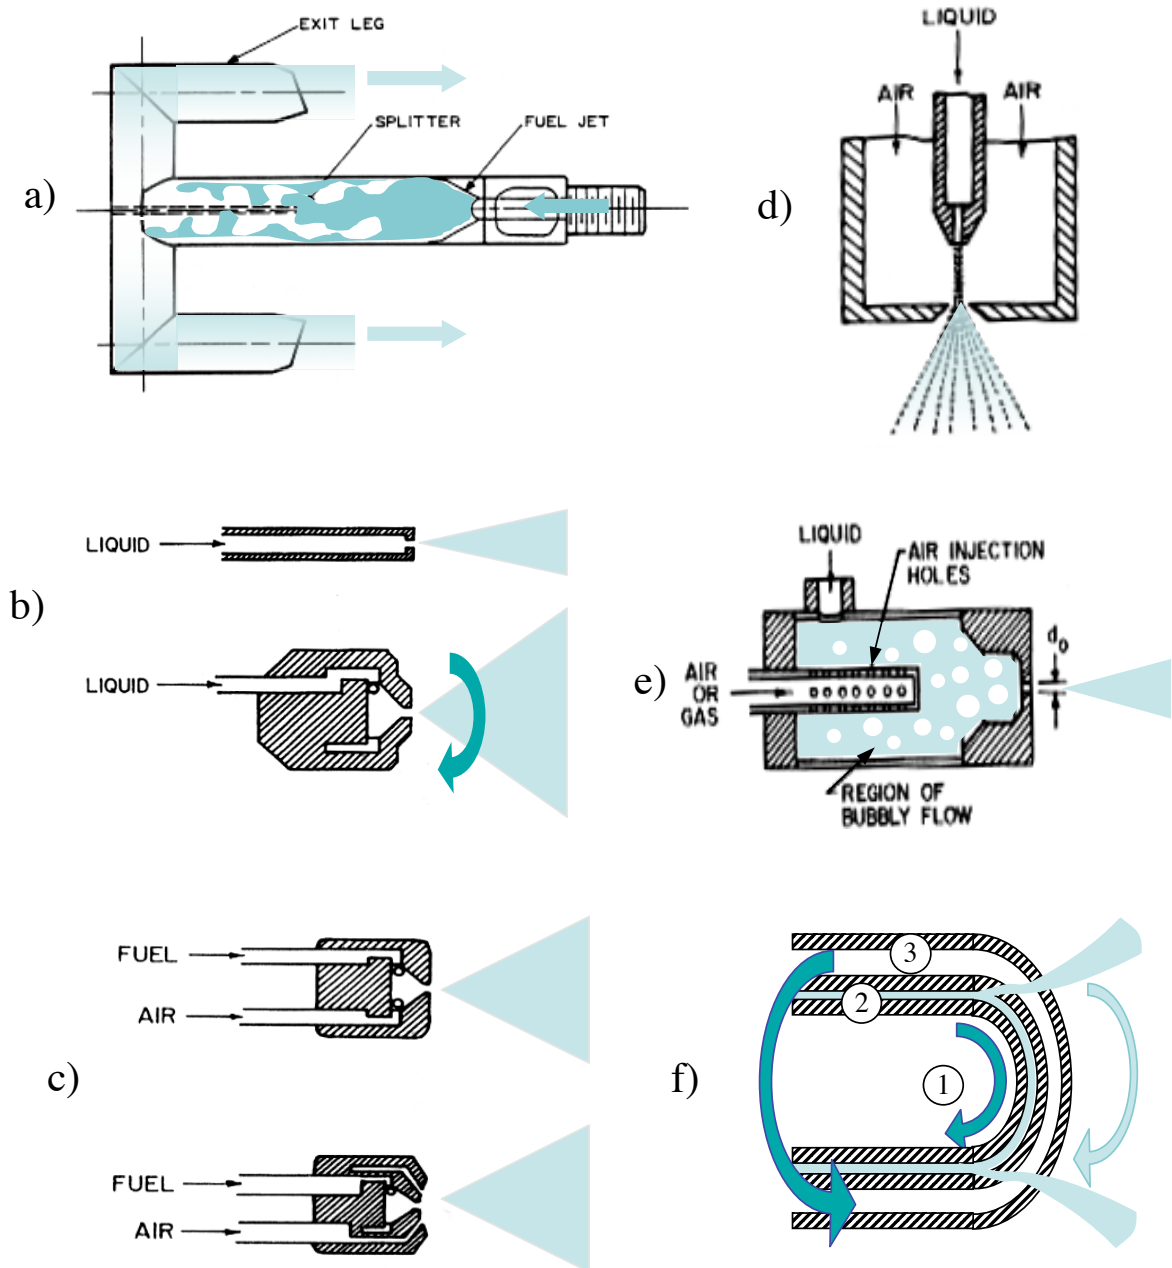 a)
EXIT LEG
SPLITTER
FUEL JET
d)
LIQUID
AIR
AIR
b)
LIQUID
LIQUID
e)
LIQUID
AIR INJECTION
HOLES
AIR
OR
GAS
d₀
REGION OF
BUBBLY FLOW
c)
FUEL
AIR
FUEL
AIR
f)
3
2
1